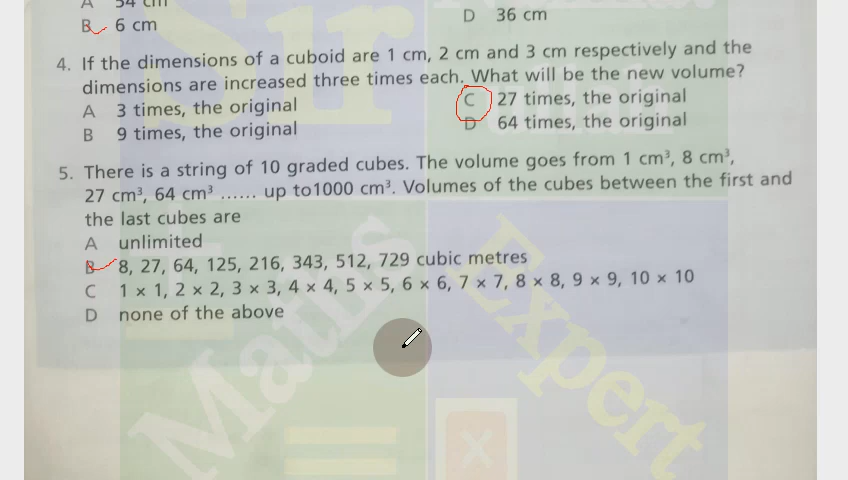 A 54 cm
D 36 cm
B 6 cm
4. If the dimensions of a cuboid are 1 cm, 2 cm and 3 cm respectively and the
dimensions are increased three times each. What will be the new volume?
A 3 times, the original
C 27 times, the original
B 9 times, the original
D 64 times, the original
5. There is a string of 10 graded cubes. The volume goes from 1 cm³, 8 cm³,
27 cm³, 64 cm³ ...... up to1000 cm³. Volumes of the cubes between the first and
the last cubes are
A unlimited
B 8, 27, 64, 125, 216, 343, 512, 729 cubic metres
C 1 × 1, 2 × 2, 3 × 3, 4 × 4, 5 × 5, 6 × 6, 7 × 7, 8 × 8, 9 × 9, 10 × 10
D none of the above
Sir
Maths
Expert